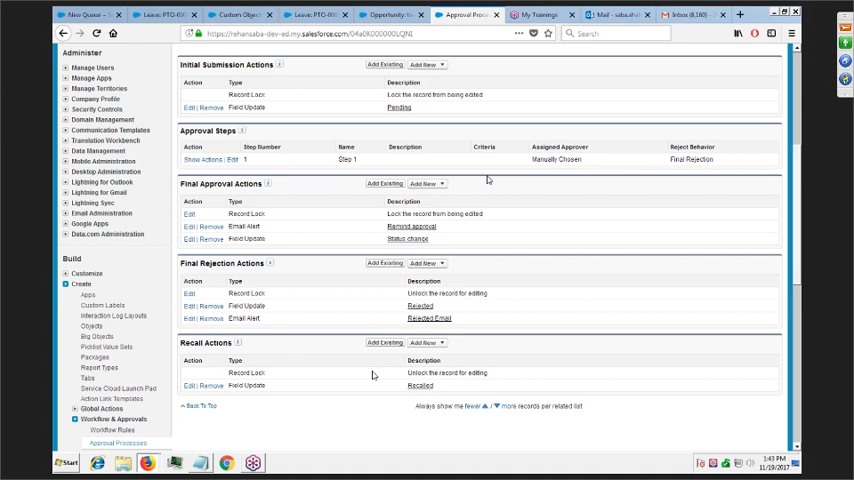 New Queue ~ S
Leave: PTO-000
Custom Objec
Leave: PTO-000
Opportunity: te
Approval Proces
My Trainings
Mail - saba.sha
Inbox (8,160)
https://rehansaba-dev-ed.my.salesforce.com/04a0K000000LQNI
Search
Administer
Manage Users
Manage Apps
Manage Territories
Company Profile
Security Controls
Domain Management
Communication Templates
Translation Workbench
Data Management
Mobile Administration
Desktop Administration
Lightning for Outlook
Lightning for Gmail
Lightning Sync
Email Administration
Google Apps
Data.com Administration
Build
Customize
Create
Apps
Custom Labels
Interaction Log Layouts
Objects
Big Objects
Picklist Value Sets
Packages
Report Types
Tabs
Service Cloud Launch Pad
Action Link Templates
Global Actions
Workflow & Approvals
Workflow Rules
Approval Processes
Initial Submission Actions Add Existing Add New
Action Type Description
Record Lock Lock the record from being edited
Edit | Remove Field Update Pending
Approval Steps
Action Step Number Name Description Criteria Assigned Approver Reject Behavior
Show Actions | Edit 1 Step 1 Manually Chosen Final Rejection
Final Approval Actions Add Existing Add New
Action Type Description
Edit Record Lock Lock the record from being edited
Edit | Remove Email Alert Remind approval
Edit | Remove Field Update Status change
Final Rejection Actions Add Existing Add New
Action Type Description
Edit Record Lock Unlock the record for editing
Edit | Remove Field Update Rejected
Edit | Remove Email Alert Rejected Email
Recall Actions Add Existing Add New
Action Type Description
Record Lock Unlock the record for editing
Edit | Remove Field Update Recalled
Back To Top Always show me fewer / more records per related list
Start
1:43 PM
11/19/2017